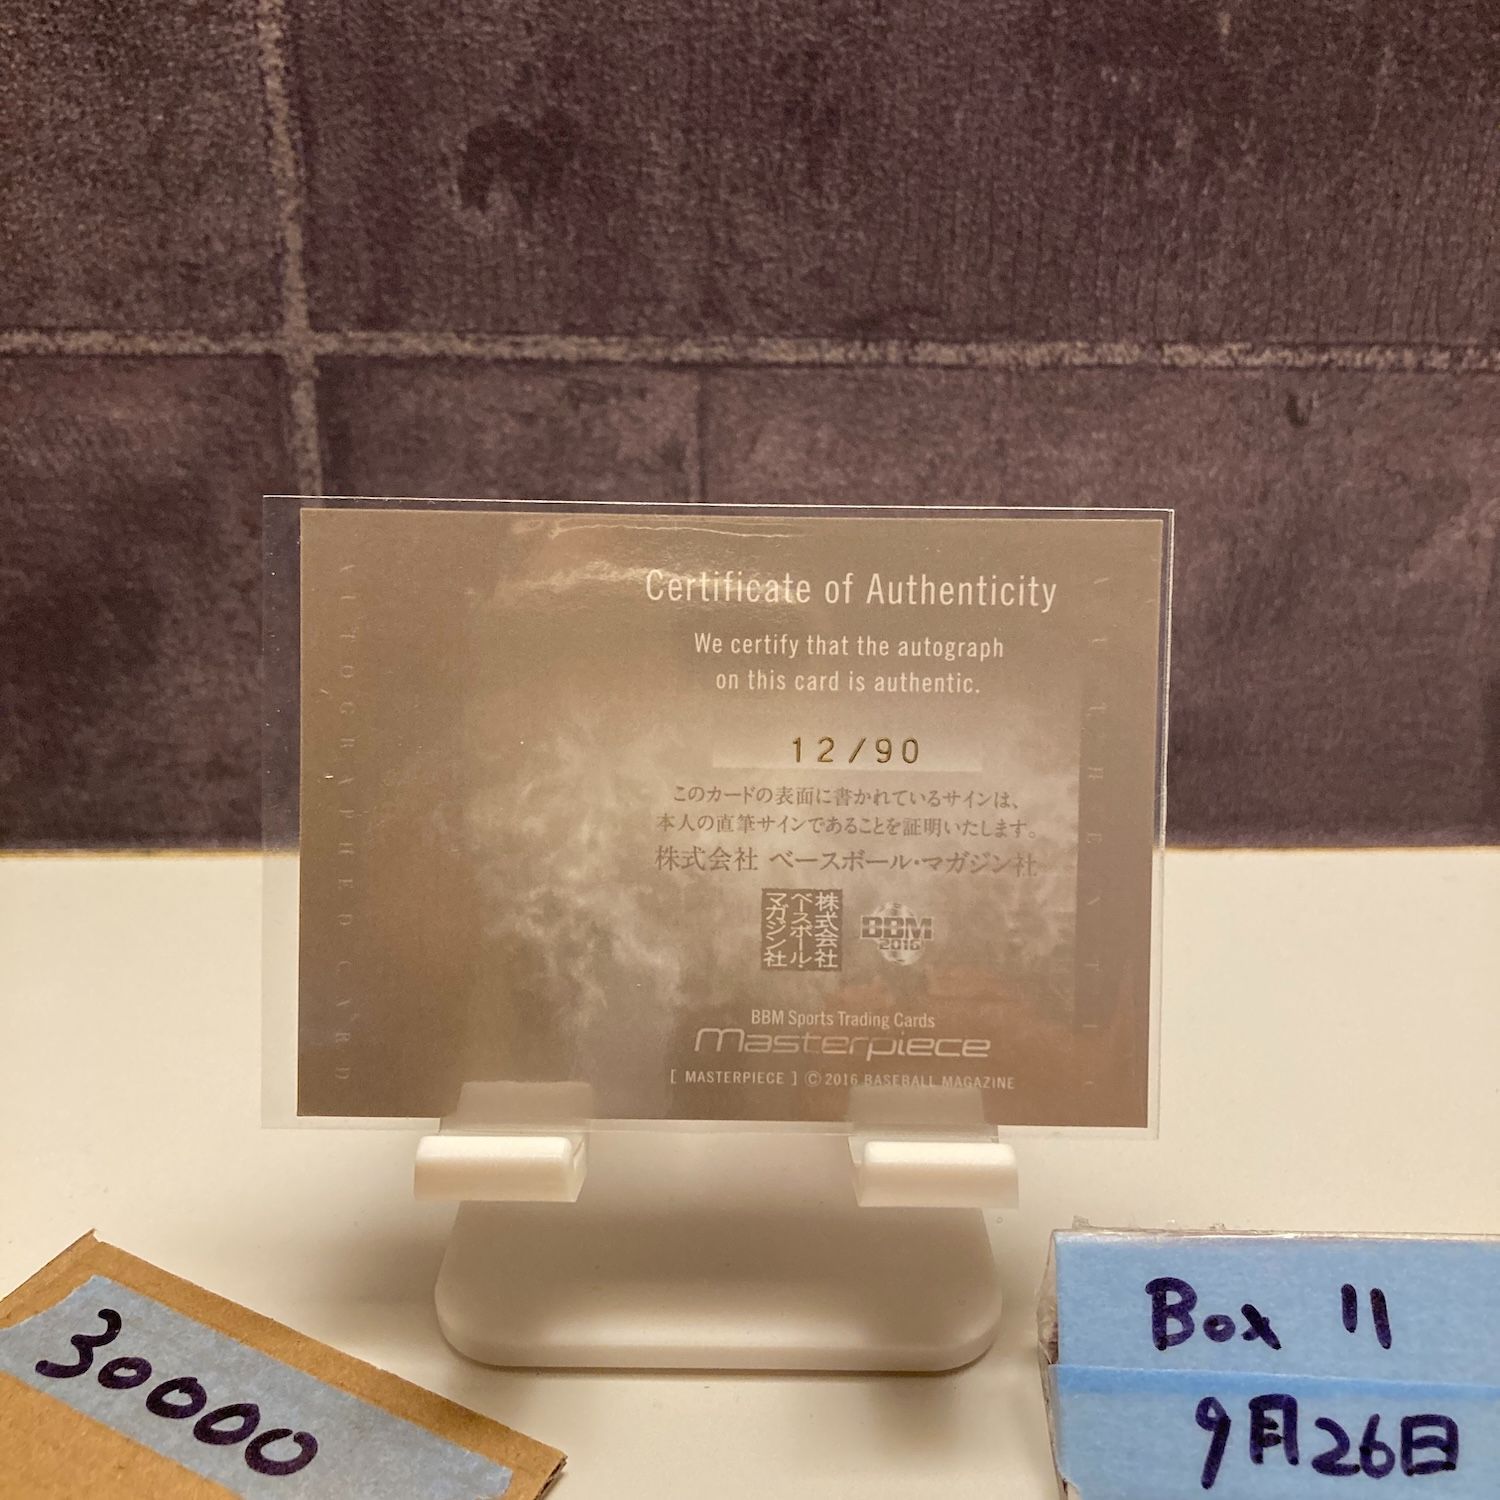 Certificate of Authenticity
We certify that the autograph
on this card is authentic.
12/90
このカードの表面に書かれているサインは、
本人の直筆サインであることを証明いたします。
株式会社 ベースボール・マガジン社
株式会社
ベースボール・
マガジン社
BBM
2016
BBM Sports Trading Cards
Masterpiece
[ MASTERPIECE ] © 2016 BASEBALL MAGAZINE
AUTOGRAPHED CARD
AUTHENTIC
30000
Box 11
9月26日